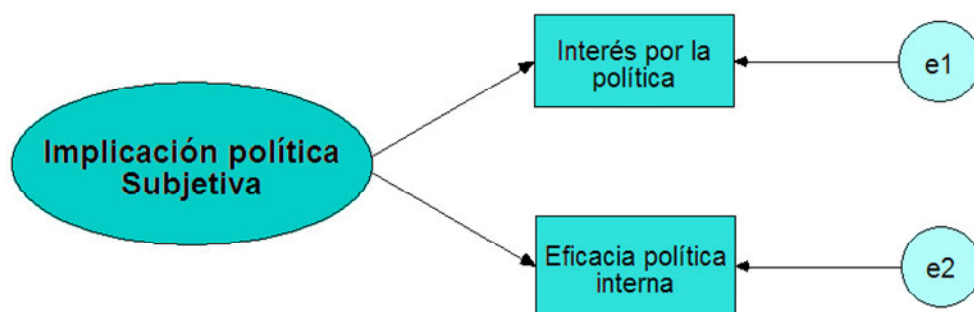 Implicación política
Subjetiva
Interés por la
política
e1
Eficacia política
interna
e2